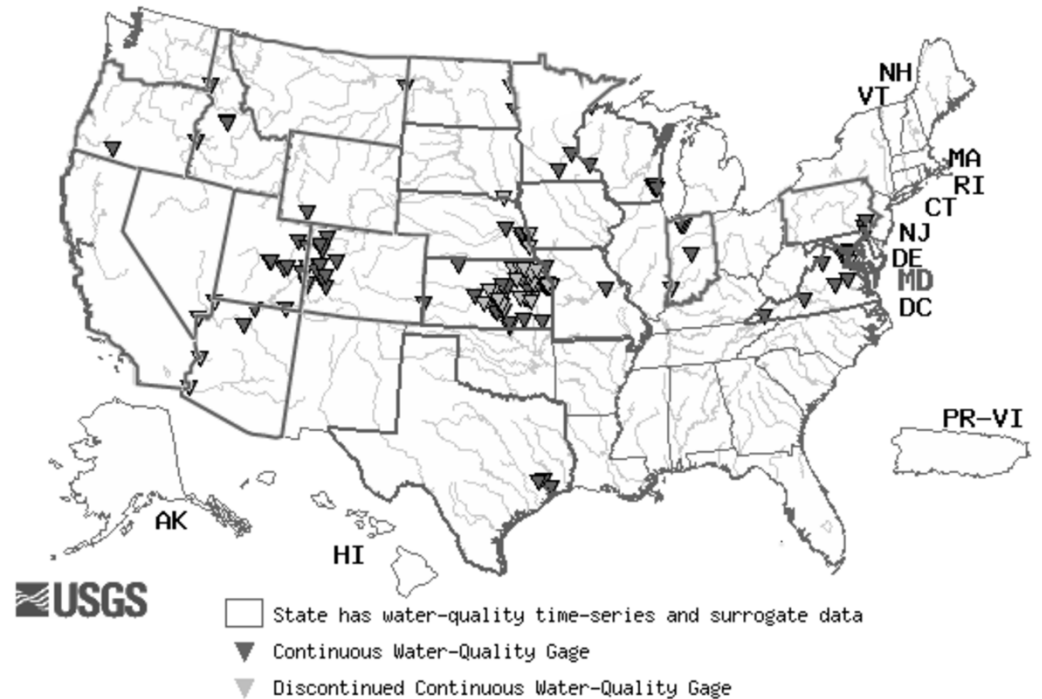 NH
VT
MA
RI
CT
NJ
DE
MD
DC
PR-VI
AK
HI
USGS
State has water-quality time-series and surrogate data
Continuous Water-Quality Gage
Discontinued Continuous Water-Quality Gage